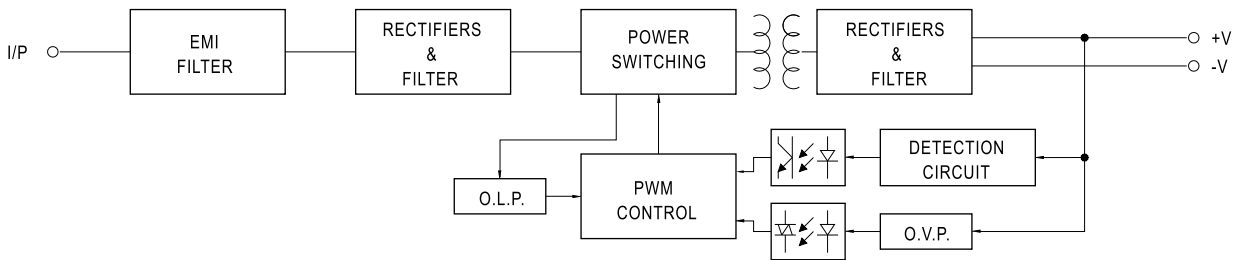 I/P
EMI
FILTER
RECTIFIERS
&
FILTER
POWER
SWITCHING
RECTIFIERS
&
FILTER
+V
-V
O.L.P.
PWM
CONTROL
DETECTION
CIRCUIT
O.V.P.